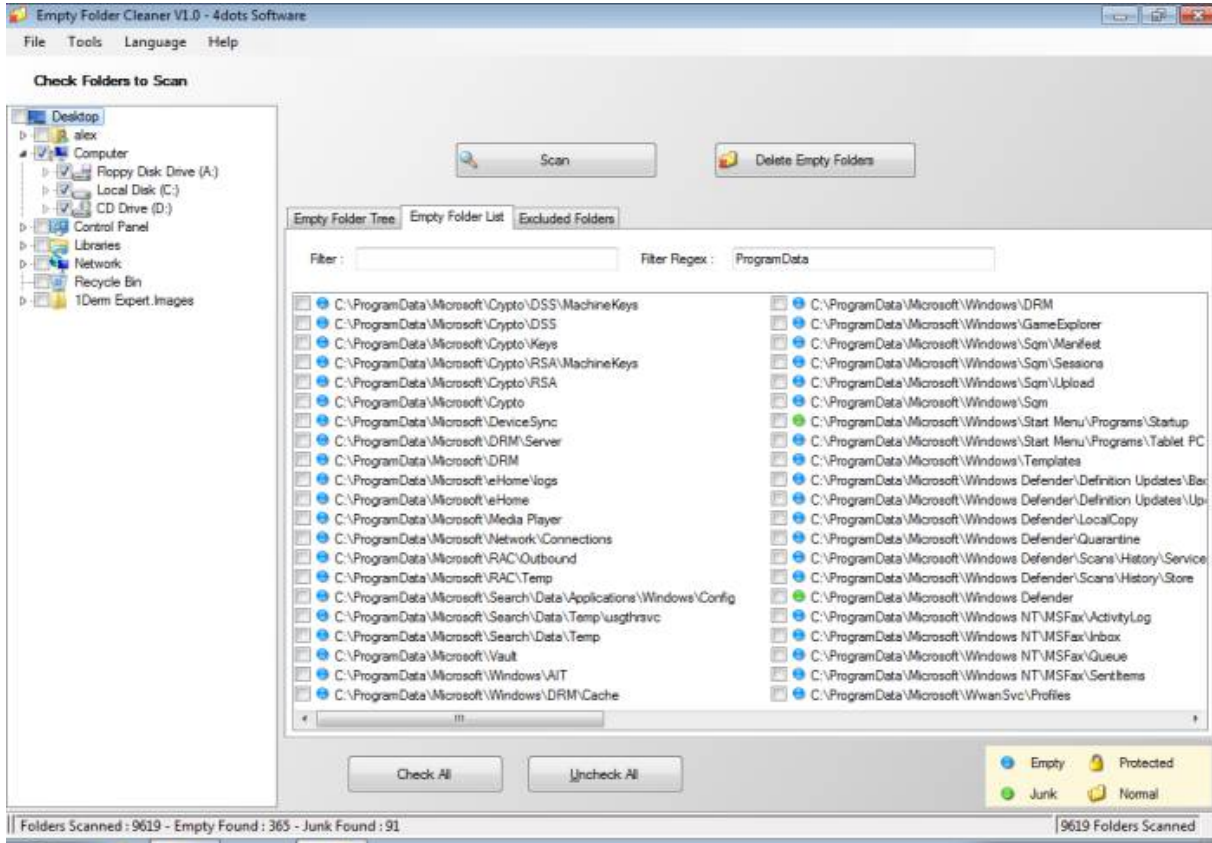 Empty Folder Cleaner V1.0 - 4dots Software
File Tools Language Help
Check Folders to Scan
Desktop
alex
Computer
Floppy Disk Drive (A:)
Local Disk (C:)
CD Drive (D:)
Control Panel
Libraries
Network
Recycle Bin
1Derm Expert.Images
Scan
Delete Empty Folders
Empty Folder Tree
Empty Folder List
Excluded Folders
Filter :
Filter Regex :
ProgramData
C:\ProgramData\Microsoft\Crypto\DSS\MachineKeys
C:\ProgramData\Microsoft\Crypto\DSS
C:\ProgramData\Microsoft\Crypto\Keys
C:\ProgramData\Microsoft\Crypto\RSA\MachineKeys
C:\ProgramData\Microsoft\Crypto\RSA
C:\ProgramData\Microsoft\Crypto
C:\ProgramData\Microsoft\DeviceSync
C:\ProgramData\Microsoft\DRM\Server
C:\ProgramData\Microsoft\DRM
C:\ProgramData\Microsoft\eHome\logs
C:\ProgramData\Microsoft\eHome
C:\ProgramData\Microsoft\Media Player
C:\ProgramData\Microsoft\Network\Connections
C:\ProgramData\Microsoft\RAC\Outbound
C:\ProgramData\Microsoft\RAC\Temp
C:\ProgramData\Microsoft\Search\Data\Applications\Windows\Config
C:\ProgramData\Microsoft\Search\Data\Temp\usgthrsvc
C:\ProgramData\Microsoft\Search\Data\Temp
C:\ProgramData\Microsoft\Vault
C:\ProgramData\Microsoft\Windows\AIT
C:\ProgramData\Microsoft\Windows\DRM\Cache
C:\ProgramData\Microsoft\Windows\DRM
C:\ProgramData\Microsoft\Windows\GameExplorer
C:\ProgramData\Microsoft\Windows\Sqm\Manifest
C:\ProgramData\Microsoft\Windows\Sqm\Sessions
C:\ProgramData\Microsoft\Windows\Sqm\Upload
C:\ProgramData\Microsoft\Windows\Sqm
C:\ProgramData\Microsoft\Windows\Start Menu\Programs\Startup
C:\ProgramData\Microsoft\Windows\Start Menu\Programs\Tablet PC
C:\ProgramData\Microsoft\Windows\Templates
C:\ProgramData\Microsoft\Windows Defender\Definition Updates\Bac
C:\ProgramData\Microsoft\Windows Defender\Definition Updates\Up
C:\ProgramData\Microsoft\Windows Defender\LocalCopy
C:\ProgramData\Microsoft\Windows Defender\Quarantine
C:\ProgramData\Microsoft\Windows Defender\Scans\History\Service
C:\ProgramData\Microsoft\Windows Defender\Scans\History\Store
C:\ProgramData\Microsoft\Windows Defender
C:\ProgramData\Microsoft\Windows NT\MSFax\ActivityLog
C:\ProgramData\Microsoft\Windows NT\MSFax\Inbox
C:\ProgramData\Microsoft\Windows NT\MSFax\Queue
C:\ProgramData\Microsoft\Windows NT\MSFax\SentItems
C:\ProgramData\Microsoft\WwanSvc\Profiles
Check All
Uncheck All
Empty
Protected
Junk
Normal
Folders Scanned : 9619 - Empty Found : 365 - Junk Found : 91
9619 Folders Scanned